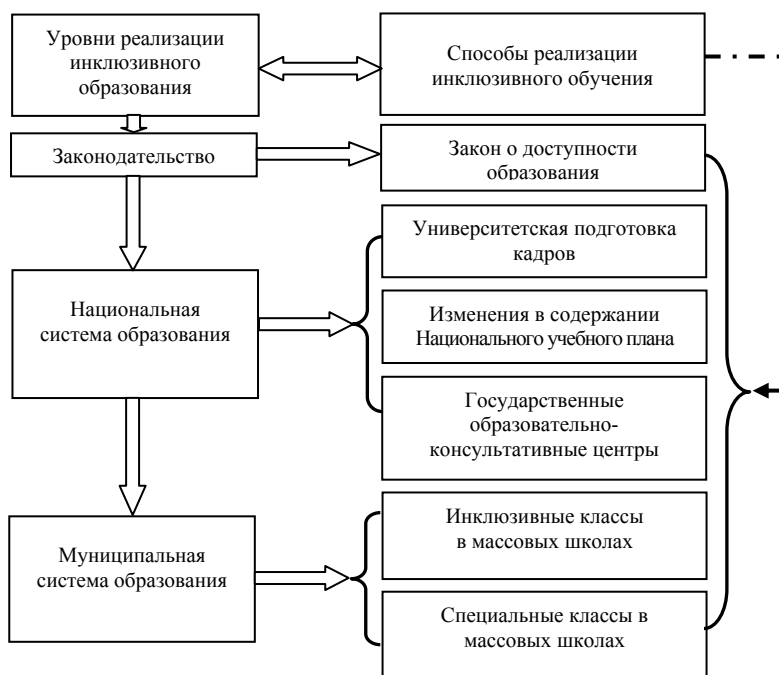 Уровни реализации
инклюзивного
образования
Способы реализации
инклюзивного обучения
Законодательство
Закон о доступности
образования
Университетская подготовка
кадров
Национальная
система образования
Изменения в содержании
Национального учебного плана
Государственные
образовательно-
консультативные центры
Муниципальная
система образования
Инклюзивные классы
в массовых школах
Специальные классы в
массовых школах